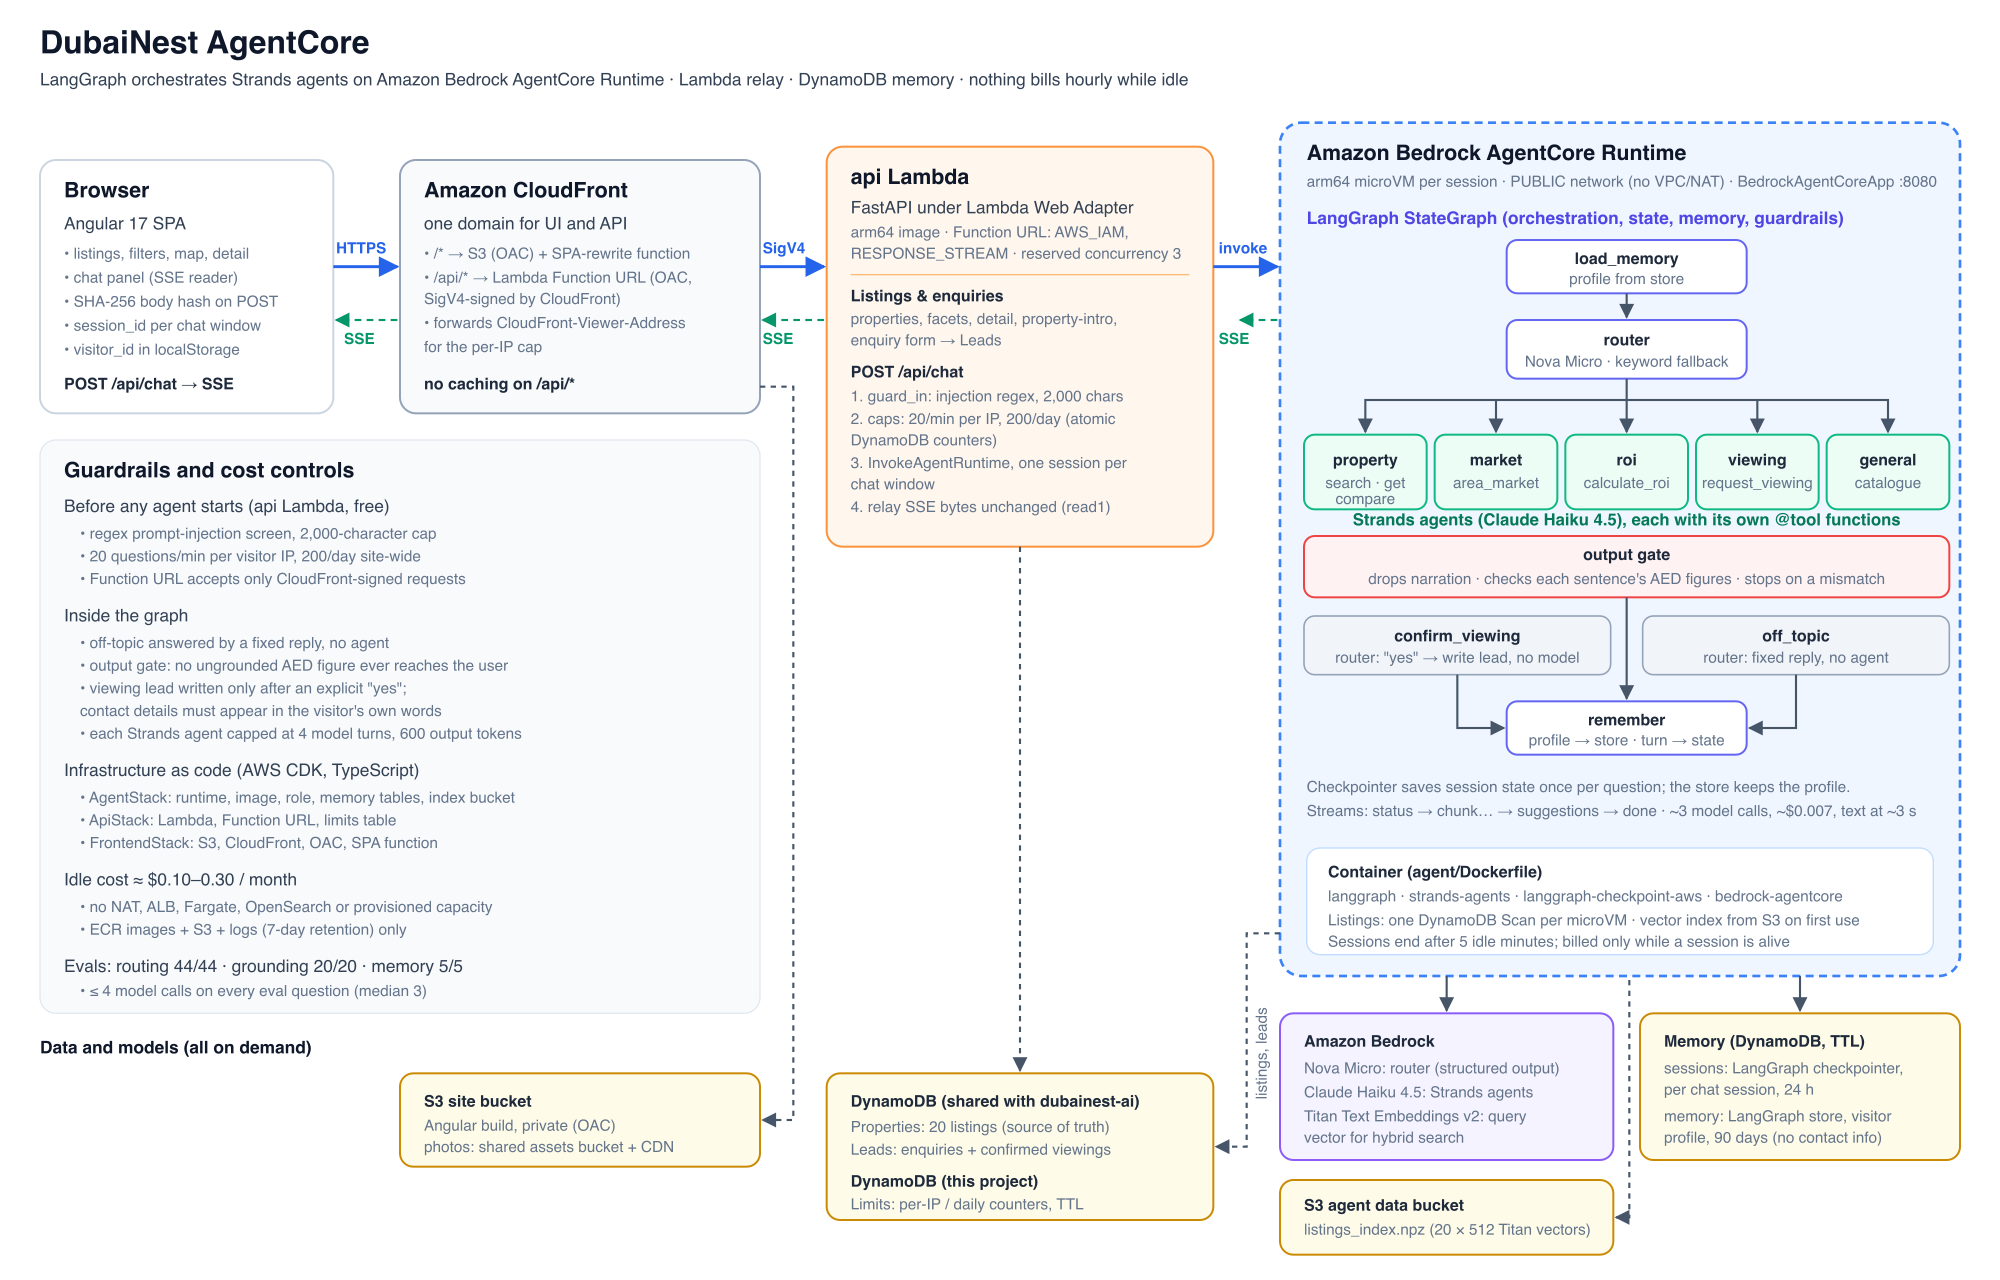 DubaiNest AgentCore
LangGraph orchestrates Strands agents on Amazon Bedrock AgentCore Runtime · Lambda relay · DynamoDB memory · nothing bills hourly while idle
Browser
Angular 17 SPA
• listings, filters, map, detail
• chat panel (SSE reader)
• SHA-256 body hash on POST
• session_id per chat window
• visitor_id in localStorage
POST /api/chat → SSE
HTTPS
SSE
Amazon CloudFront
one domain for UI and API
• /* → S3 (OAC) + SPA-rewrite function
• /api/* → Lambda Function URL (OAC,
SigV4-signed by CloudFront)
• forwards CloudFront-Viewer-Address
for the per-IP cap
no caching on /api/*
SigV4
SSE
api Lambda
FastAPI under Lambda Web Adapter
arm64 image · Function URL: AWS_IAM,
RESPONSE_STREAM · reserved concurrency 3
Listings & enquiries
properties, facets, detail, property-intro,
enquiry form → Leads
POST /api/chat
1. guard_in: injection regex, 2,000 chars
2. caps: 20/min per IP, 200/day (atomic
DynamoDB counters)
3. InvokeAgentRuntime, one session per
chat window
4. relay SSE bytes unchanged (read1)
invoke
SSE
Amazon Bedrock AgentCore Runtime
arm64 microVM per session · PUBLIC network (no VPC/NAT) · BedrockAgentCoreApp :8080
LangGraph StateGraph (orchestration, state, memory, guardrails)
load_memory
profile from store
router
Nova Micro · keyword fallback
property
search · get
compare
market
area_market
roi
calculate_roi
viewing
request_viewing
general
catalogue
Strands agents (Claude Haiku 4.5), each with its own @tool functions
output gate
drops narration · checks each sentence's AED figures · stops on a mismatch
confirm_viewing
router: "yes" → write lead, no model
off_topic
router: fixed reply, no agent
remember
profile → store · turn → state
Checkpointer saves session state once per question; the store keeps the profile.
Streams: status → chunk… → suggestions → done · ~3 model calls, ~$0.007, text at ~3 s
Container (agent/Dockerfile)
langgraph · strands-agents · langgraph-checkpoint-aws · bedrock-agentcore
Listings: one DynamoDB Scan per microVM · vector index from S3 on first use
Sessions end after 5 idle minutes; billed only while a session is alive
Guardrails and cost controls
Before any agent starts (api Lambda, free)
• regex prompt-injection screen, 2,000-character cap
• 20 questions/min per visitor IP, 200/day site-wide
• Function URL accepts only CloudFront-signed requests
Inside the graph
• off-topic answered by a fixed reply, no agent
• output gate: no ungrounded AED figure ever reaches the user
• viewing lead written only after an explicit "yes";
contact details must appear in the visitor's own words
• each Strands agent capped at 4 model turns, 600 output tokens
Infrastructure as code (AWS CDK, TypeScript)
• AgentStack: runtime, image, role, memory tables, index bucket
• ApiStack: Lambda, Function URL, limits table
• FrontendStack: S3, CloudFront, OAC, SPA function
Idle cost ≈ $0.10–0.30 / month
• no NAT, ALB, Fargate, OpenSearch or provisioned capacity
• ECR images + S3 + logs (7-day retention) only
Evals: routing 44/44 · grounding 20/20 · memory 5/5
• ≤ 4 model calls on every eval question (median 3)
Data and models (all on demand)
S3 site bucket
Angular build, private (OAC)
photos: shared assets bucket + CDN
DynamoDB (shared with dubainest-ai)
Properties: 20 listings (source of truth)
Leads: enquiries + confirmed viewings
DynamoDB (this project)
Limits: per-IP / daily counters, TTL
listings, leads
Amazon Bedrock
Nova Micro: router (structured output)
Claude Haiku 4.5: Strands agents
Titan Text Embeddings v2: query
vector for hybrid search
Memory (DynamoDB, TTL)
sessions: LangGraph checkpointer,
per chat session, 24 h
memory: LangGraph store, visitor
profile, 90 days (no contact info)
S3 agent data bucket
listings_index.npz (20 × 512 Titan vectors)